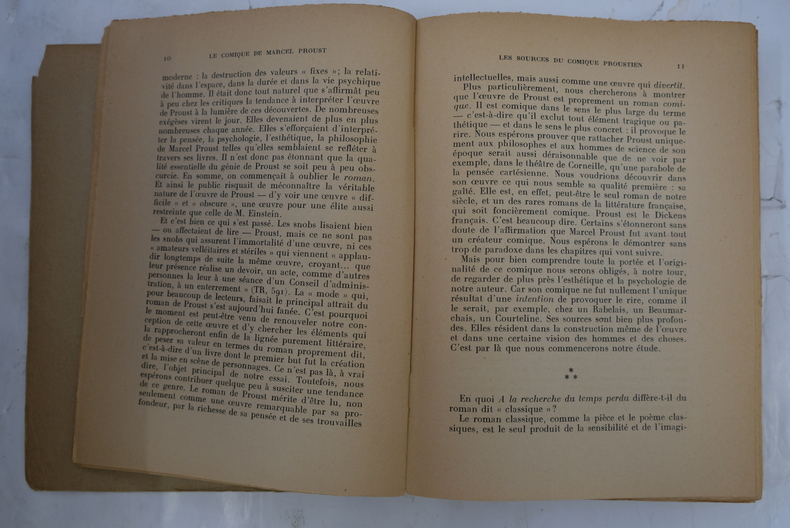 10
LE COMIQUE DE MARCEL PROUST
moderne : la destruction des valeurs « fixes »; la relati-
vité dans l'espace, dans la durée et dans la vie psychique
de l'homme. Il était donc tout naturel que s'affirmât peu
à peu chez les critiques la tendance à interpréter l'œuvre
de Proust à la lumière de ces découvertes. De nombreuses
exégèses virent le jour. Elles devenaient de plus en plus
nombreuses chaque année. Elles s'efforçaient d'interpré-
ter la pensée, la psychologie, l'esthétique, la philosophie
de Marcel Proust telles qu'elles semblaient se refléter à
travers ses livres. Il n'est donc pas étonnant que la qua-
lité essentielle du génie de Proust se soit peu à peu obs-
curcie. En somme, on commençait à oublier le roman.
Et ainsi le public risquait de méconnaître la véritable
nature de l'œuvre de Proust — d'y voir une œuvre « dif-
ficile » et « obscure », une œuvre pour une élite aussi
restreinte que celle de M. Einstein.
Et c'est bien ce qui s'est passé. Les snobs lisaient bien
— ou affectaient de lire — Proust, mais ce ne sont pas
les snobs qui assurent l'immortalité d'une œuvre, ni ces
« amateurs velléitaires et stériles » qui viennent « applau-
dir longtemps de suite la même œuvre, croyant... que
leur présence réalise un devoir, un acte, comme d'autres
personnes la leur à une séance d'un Conseil d'adminis-
tration, à un enterrement » (TR, 591). La « mode » qui,
pour beaucoup de lecteurs, faisait le principal attrait du
roman de Proust s'est aujourd'hui fanée. C'est pourquoi
le moment est peut-être venu de renouveler notre con-
ception de cette œuvre et d'y chercher les éléments qui
la rapprocheront enfin de la lignée purement littéraire,
de peser sa valeur en termes du roman proprement dit,
c'est-à-dire d'un livre dont le premier but fut la création
et la mise en scène de personnages. Ce n'est pas là, à vrai
dire, l'objet principal de notre essai. Toutefois, nous
espérons contribuer quelque peu à susciter une tendance
de ce genre. Le roman de Proust mérite d'être lu, non
seulement comme une œuvre remarquable par sa pro-
fondeur, par la richesse de sa pensée et de ses trouvailles
LES SOURCES DU COMIQUE PROUSTIEN
11
intellectuelles, mais aussi comme une œuvre qui divertit.
Plus particulièrement, nous chercherons à montrer
que l'œuvre de Proust est proprement un roman comi-
que. Il est comique dans le sens le plus large du terme
— c'est-à-dire qu'il exclut tout élément tragique ou pa-
thétique — et dans le sens le plus concret : il provoque le
rire. Nous espérons prouver que rattacher Proust unique-
ment aux philosophes et aux hommes de science de son
époque serait aussi déraisonnable que de ne voir par
exemple, dans le théâtre de Corneille, qu'une parabole de
la pensée cartésienne. Nous voudrions découvrir dans
son œuvre ce qui nous semble sa qualité première : sa
gaîté. Elle est, en effet, peut-être le seul roman de notre
siècle, et un des rares romans de la littérature française,
qui soit foncièrement comique. Proust est le Dickens
français. C'est beaucoup dire. Certains s'étonneront sans
doute de l'affirmation que Marcel Proust fut avant tout
un créateur comique. Nous espérons le démontrer sans
trop de paradoxe dans les chapitres qui vont suivre.
Mais pour bien comprendre toute la portée et l'origi-
nalité de ce comique nous serons obligés, à notre tour,
de regarder de plus près l'esthétique et la psychologie de
notre auteur. Car son comique ne fut nullement l'unique
résultat d'une intention de provoquer le rire, comme il
le serait, par exemple, chez un Rabelais, un Beaumar-
chais, un Courteline. Ses sources sont bien plus profon-
des. Elles résident dans la construction même de l'œuvre
et dans une certaine vision des hommes et des choses.
C'est par là que nous commencerons notre étude.
*
* *
En quoi A la recherche du temps perdu diffère-t-il du
roman dit « classique » ?
Le roman classique, comme la pièce et le poème clas-
siques, est le seul produit de la sensibilité et de l'imagi-